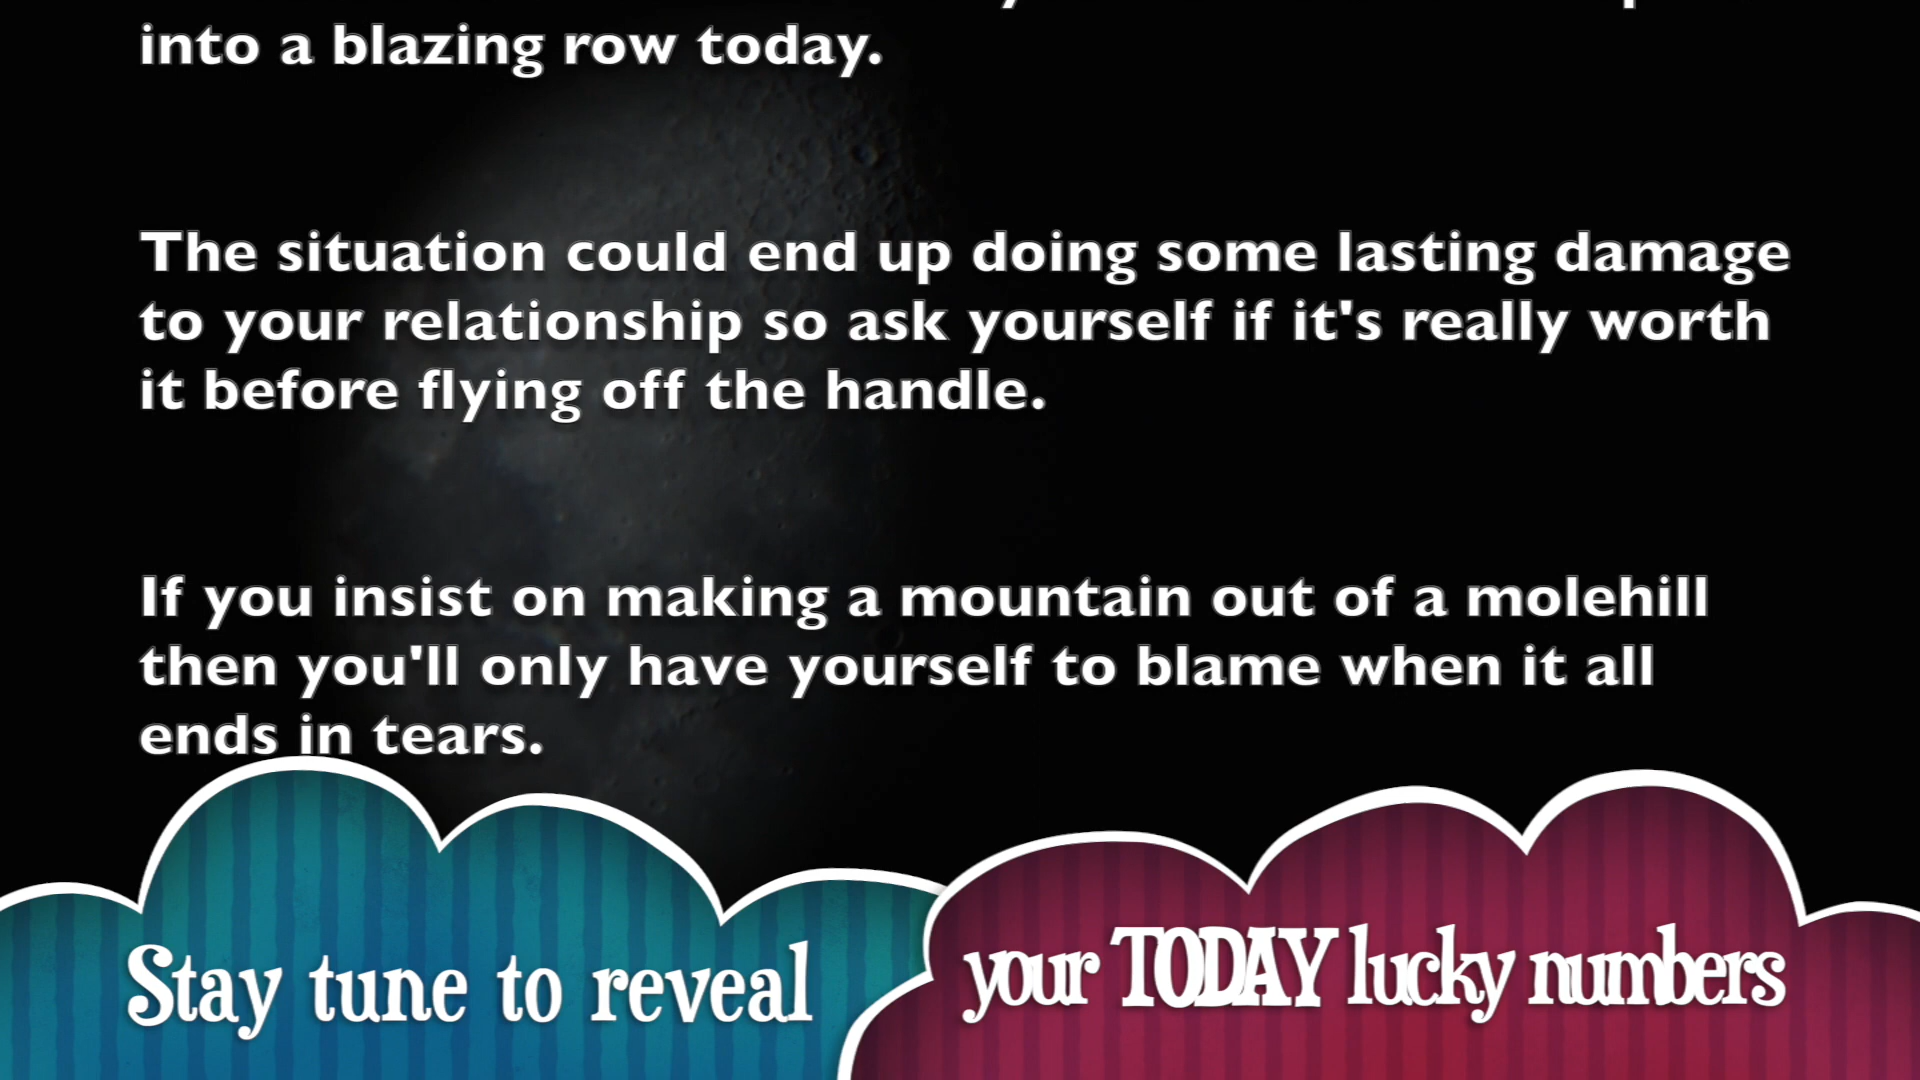 into a blazing row today.
The situation could end up doing some lasting damage
to your relationship so ask yourself if it's really worth
it before flying off the handle.
If you insist on making a mountain out of a molehill
then you'll only have yourself to blame when it all
ends in tears.
Stay tune to reveal
your TODAY lucky numbers